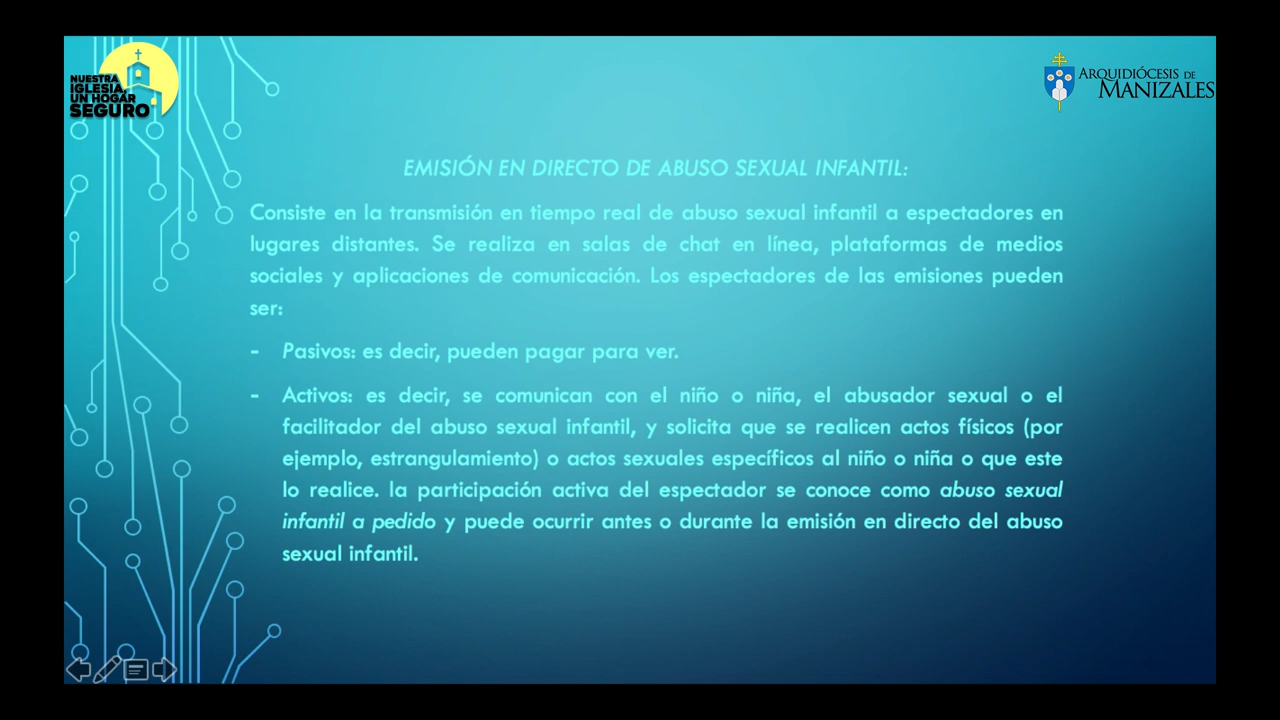 NUESTRA
IGLESIA,
UN HOGAR
SEGURO
ARQUIDIÓCESIS DE
MANIZALES
EMISIÓN EN DIRECTO DE ABUSO SEXUAL INFANTIL:
Consiste en la transmisión en tiempo real de abuso sexual infantil a espectadores en
lugares distantes. Se realiza en salas de chat en línea, plataformas de medios
sociales y aplicaciones de comunicación. Los espectadores de las emisiones pueden
ser:
- Pasivos: es decir, pueden pagar para ver.
- Activos: es decir, se comunican con el niño o niña, el abusador sexual o el
facilitador del abuso sexual infantil, y solicita que se realicen actos físicos (por
ejemplo, estrangulamiento) o actos sexuales específicos al niño o niña o que este
lo realice. la participación activa del espectador se conoce como abuso sexual
infantil a pedido y puede ocurrir antes o durante la emisión en directo del abuso
sexual infantil.